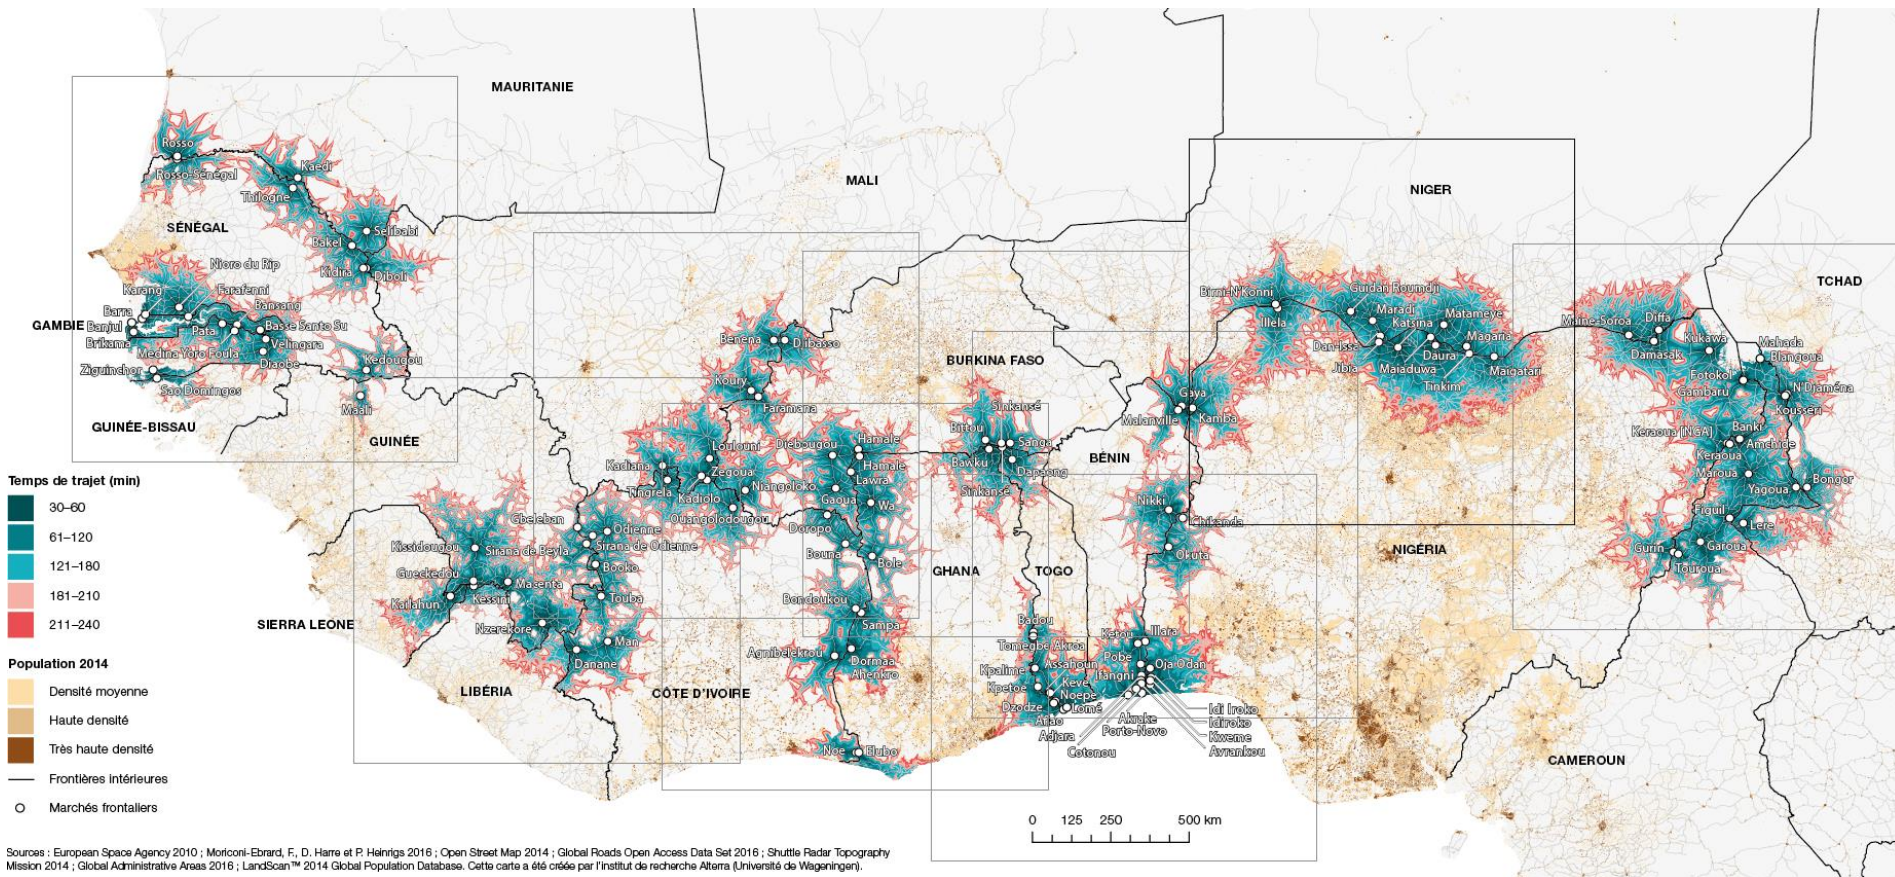 MAURITANIE
MALI
NIGER
TCHAD
SÉNÉGAL
GAMBIE
GUINÉE-BISSAU
GUINÉE
SIERRA LEONE
LIBÉRIA
CÔTE D'IVOIRE
BURKINA FASO
GHANA
TOGO
BÉNIN
NIGÉRIA
CAMEROUN
Rosso
Rosso-Sénégal
Kaedi
Thilogne
Selibabi
Bakel
Kidira
Diboli
Nioro du Rip
Karang
Farafenni
Bansang
Barra
Banjul
Brikama
Pata
Basse Santo Su
Velingara
Medina Yoro Foula
Diaobe
Ziguinchor
Sao Domingos
Kedougou
Maali
Benena
Djibasso
Koury
Faramana
Loulouni
Zegoua
Kadiana
Tingrela
Kadiolo
Niangoloko
Ouangolodougou
Diebougou
Hamale
Hamale
Lawra
Gaoua
Wa
Doropo
Bouna
Bole
Bondoukou
Sampa
Agnibelekrou
Dormaa
Ahenkro
Noe
Elubo
Gbeleban
Odienne
Sirana de Odienne
Sirana de Beyla
Booko
Touba
Kissidougou
Gueckedou
Macenta
Kessini
Kailahun
Nzerekore
Man
Danane
Sinkansé
Bittou
Sanga
Bawku
Dapaong
Sinkansé
Gaya
Malanville
Kamba
Nikki
Chikanda
Okuta
Badou
Tomegbe Akroa
Kpalime
Assahoun
Kpetoe
Keve
Noepe
Dzodze
Lomé
Aflao
Ketou
Illara
Pobe
Oja Odan
Ifangni
Idi Iroko
Idiroko
Kweme
Avrankou
Akrake
Porto-Novo
Adjara
Cotonou
Birni-N'Konni
Illela
Guidan Roumdji
Maradi
Katsina
Matameye
Dan-Issa
Magaria
Daura
Jibia
Maiaduwa
Maigatari
Tinkim
Maine-Soroa
Diffa
Damasak
Kukawa
Mahada
Blangoua
Fotokol
Gambaru
N'Djaména
Kousseri
Banki
Keraoua [NGA]
Amchide
Keraoua
Maroua
Yagoua
Bongor
Figuil
Lere
Gurin
Garoua
Touroua
Temps de trajet (min)
30–60
61–120
121–180
181–210
211–240
Population 2014
Densité moyenne
Haute densité
Très haute densité
Frontières intérieures
Marchés frontaliers
0 125 250 500 km
Sources : European Space Agency 2010 ; Moriconi-Ebrard, F., D. Harre et P. Heinrigs 2016 ; Open Street Map 2014 ; Global Roads Open Access Data Set 2016 ; Shuttle Radar Topography
Mission 2014 ; Global Administrative Areas 2016 ; LandScan™ 2014 Global Population Database. Cette carte a été créée par l'institut de recherche Alterra (Université de Wageningen).